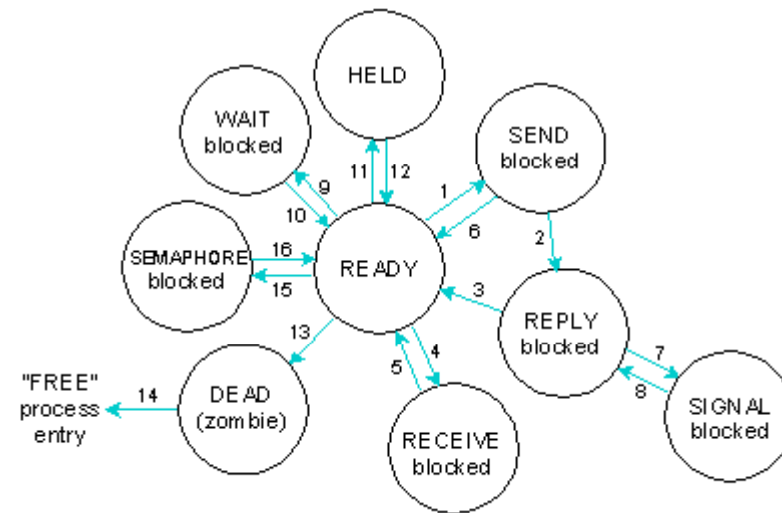 HELD
WAIT
blocked
SEND
blocked
11
12
9
1
10
6
2
SEMAPHORE
blocked
16
15
READY
3
REPLY
blocked
13
4
5
7
8
"FREE"
process
entry
14
DEAD
(zombie)
RECEIVE
blocked
SIGNAL
blocked